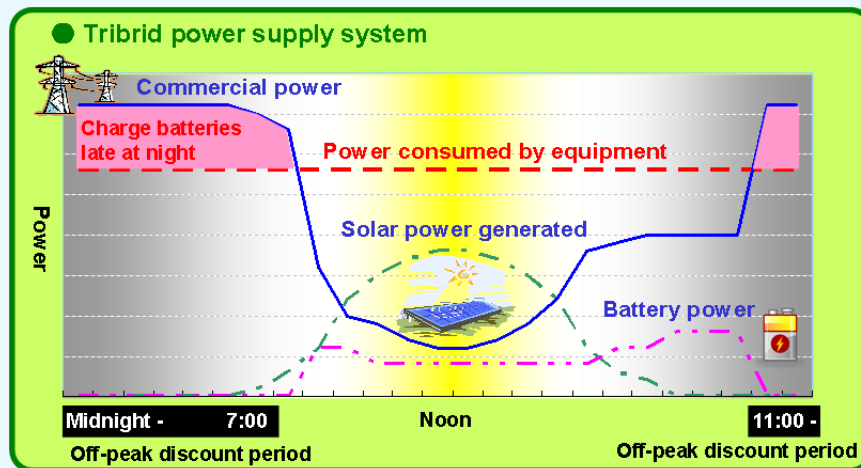 Tribrid power supply system
Commercial power
Charge batteries
late at night
Power consumed by equipment
Solar power generated
Battery power
Power
Midnight - 7:00
Noon
11:00 -
Off-peak discount period
Off-peak discount period